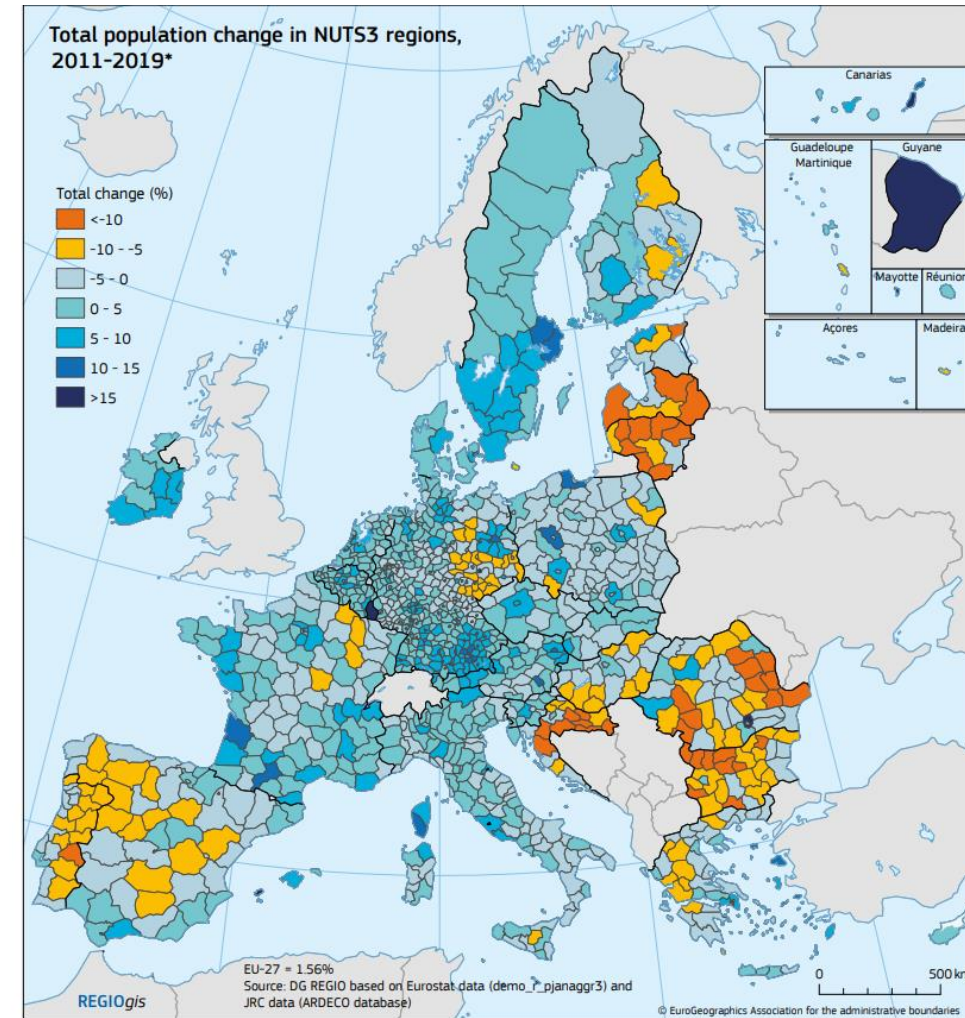 Total population change in NUTS3 regions,
2011-2019*
Total change (%)
<-10
-10 - -5
-5 - 0
0 - 5
5 - 10
10 - 15
>15
Canarias
Guadeloupe
Martinique
Guyane
Mayotte
Réunion
Açores
Madeira
EU-27 = 1.56%
Source: DG REGIO based on Eurostat data (demo_r_pjanaggr3) and
JRC data (ARDECO database)
REGIOgis
0 500 km
© EuroGeographics Association for the administrative boundaries